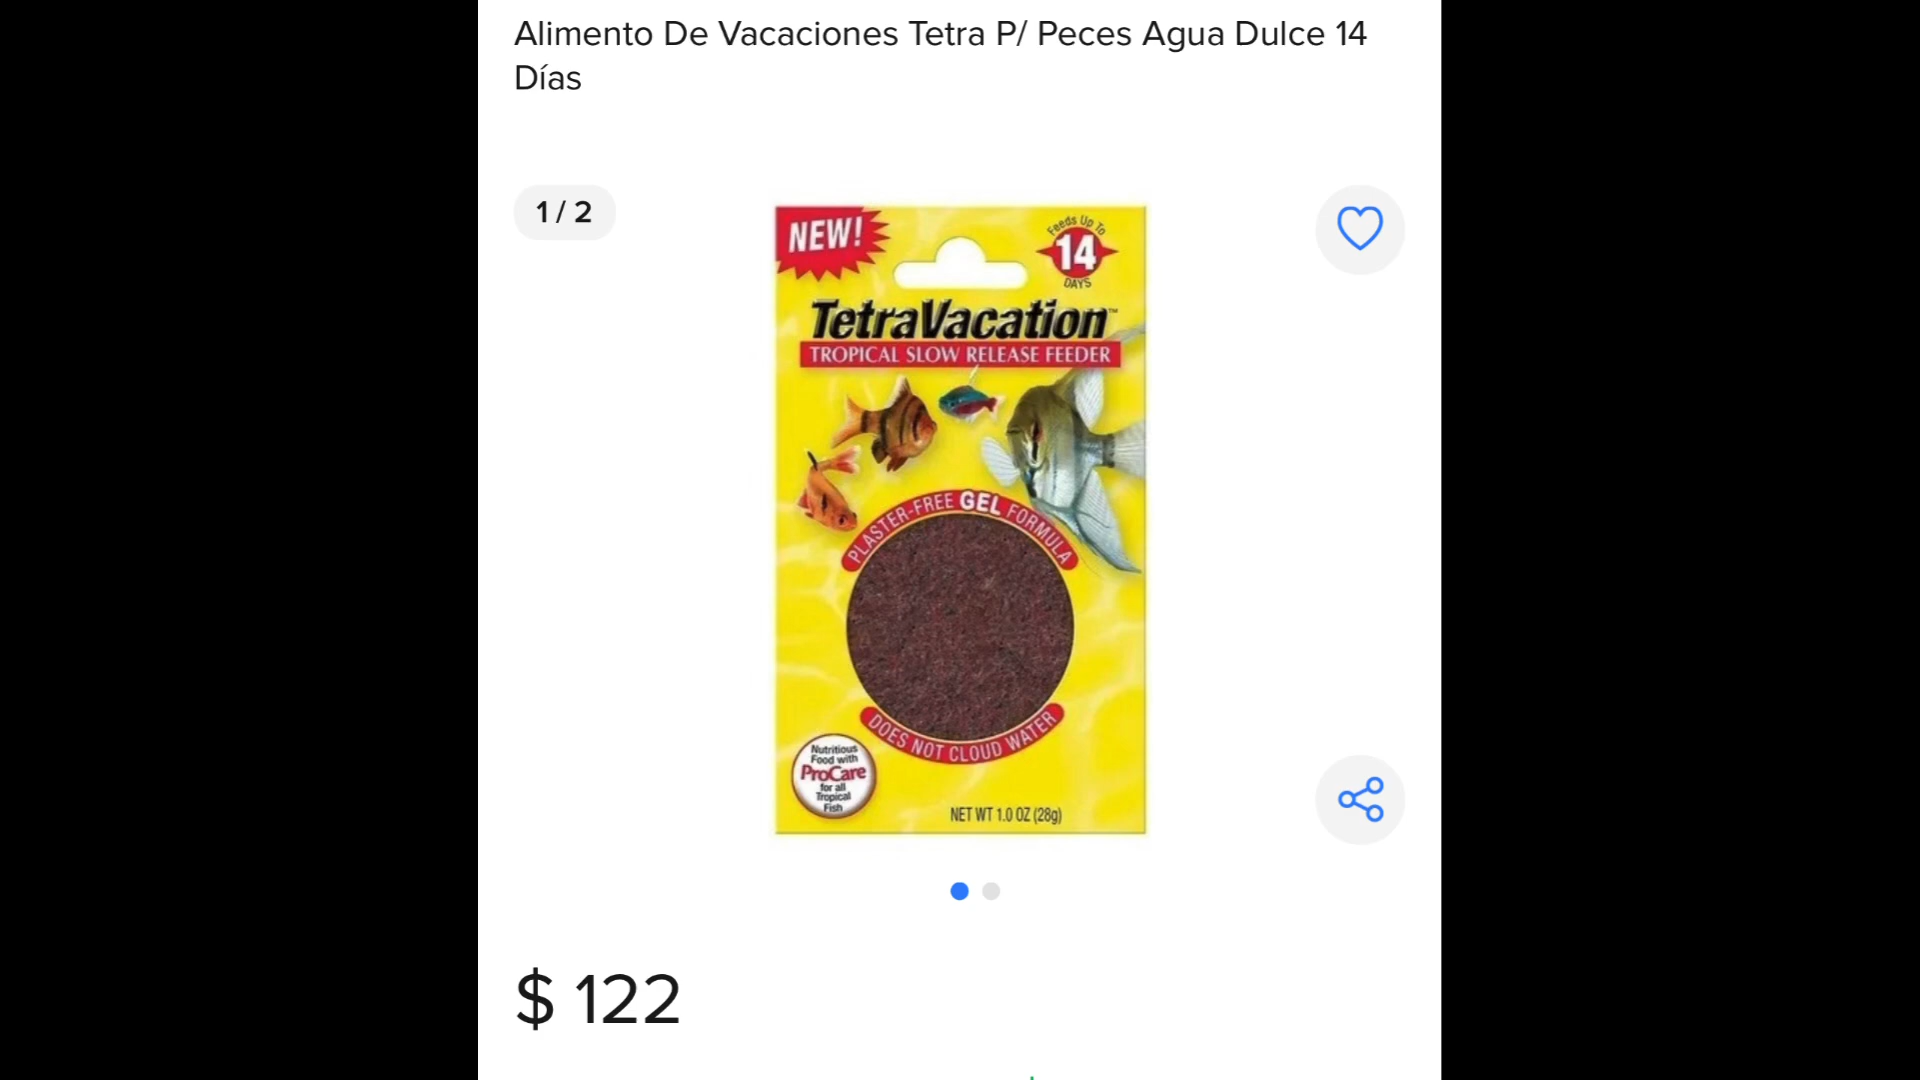 Alimento De Vacaciones Tetra P/ Peces Agua Dulce 14
Días
1 / 2
NEW!
Feeds Up To
14
DAYS
TetraVacation™
TROPICAL SLOW RELEASE FEEDER
PLASTER-FREE GEL FORMULA
DOES NOT CLOUD WATER
Nutritious
Food with
ProCare
for all
Tropical
Fish
NET WT 1.0 OZ (28g)
$ 122